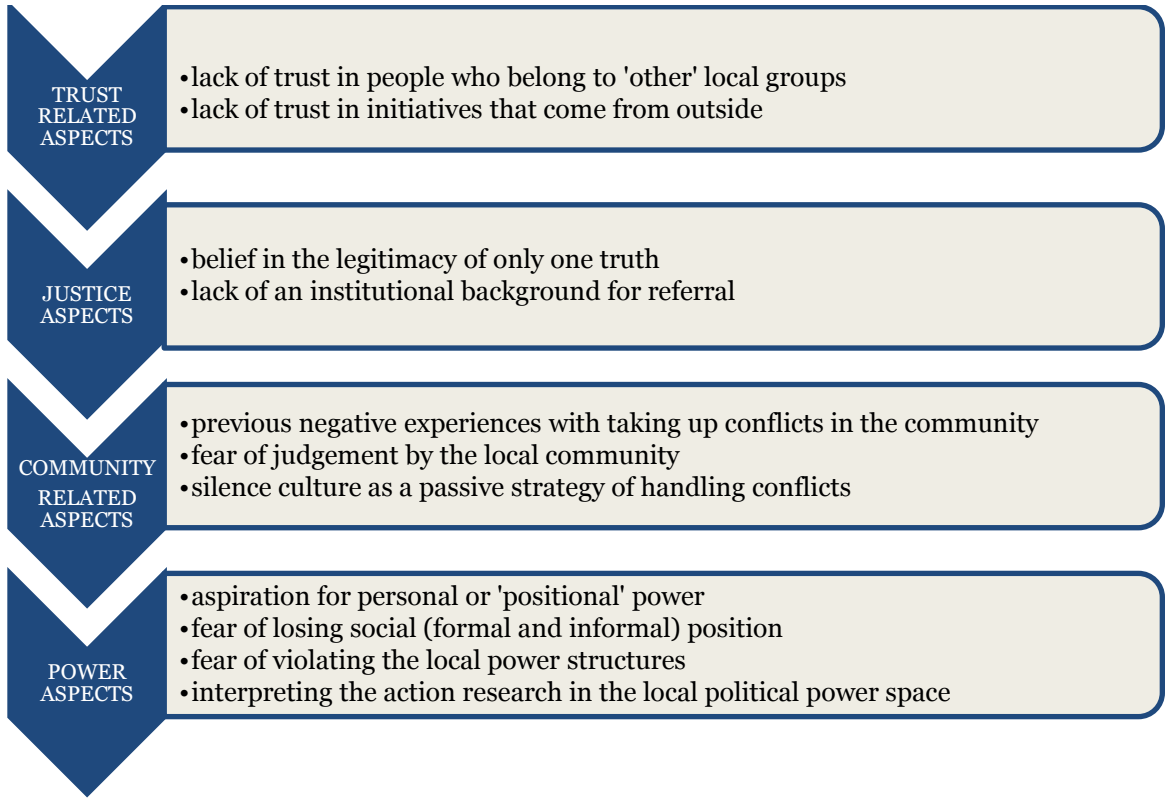 TRUST
RELATED
ASPECTS
•lack of trust in people who belong to 'other' local groups
•lack of trust in initiatives that come from outside
JUSTICE
ASPECTS
•belief in the legitimacy of only one truth
•lack of an institutional background for referral
COMMUNITY
RELATED
ASPECTS
•previous negative experiences with taking up conflicts in the community
•fear of judgement by the local community
•silence culture as a passive strategy of handling conflicts
POWER
ASPECTS
•aspiration for personal or 'positional' power
•fear of losing social (formal and informal) position
•fear of violating the local power structures
•interpreting the action research in the local political power space